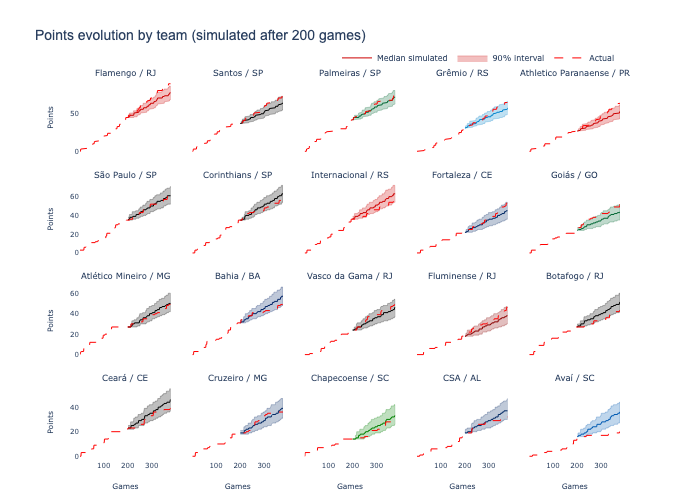 Points evolution by team (simulated after 200 games)
Median simulated 90% interval Actual
Flamengo / RJ Santos / SP Palmeiras / SP Grêmio / RS Athletico Paranaense / PR
Points
50
0
São Paulo / SP Corinthians / SP Internacional / RS Fortaleza / CE Goiás / GO
Points
60
40
20
0
Atlético Mineiro / MG Bahia / BA Vasco da Gama / RJ Fluminense / RJ Botafogo / RJ
Points
60
40
20
0
Ceará / CE Cruzeiro / MG Chapecoense / SC CSA / AL Avaí / SC
Points
40
20
0
100 200 300 100 200 300 100 200 300 100 200 300 100 200 300
Games Games Games Games Games